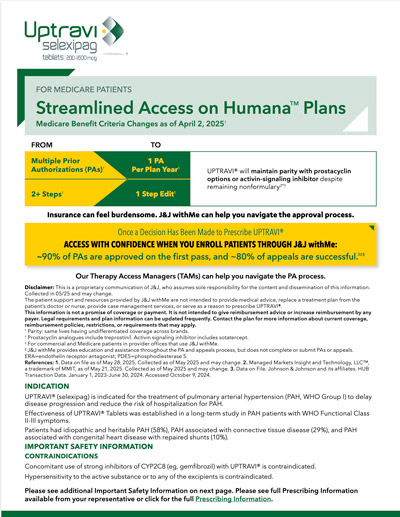 Uptravi®
selexipag
tablets 200-1600 mcg
FOR MEDICARE PATIENTS
Streamlined Access on Humana™ Plans
Medicare Benefit Criteria Changes as of April 2, 2025¹
FROM TO
Multiple Prior
Authorizations (PAs)
1 PA
Per Plan Year
2+ Steps
1 Step Edit
UPTRAVI® will maintain parity with prostacyclin
options or activin-signaling inhibitor despite
remaining nonformulary
Insurance can feel burdensome. J&J withMe can help you navigate the approval process.
Once a Decision Has Been Made to Prescribe UPTRAVI®
ACCESS WITH CONFIDENCE WHEN YOU ENROLL PATIENTS THROUGH J&J withMe:
~90% of PAs are approved on the first pass, and ~80% of appeals are successful.
Our Therapy Access Managers (TAMs) can help you navigate the PA process.
Disclaimer: This is a proprietary communication of J&J, who assumes sole responsibility for the content and dissemination of this information.
Collected in 05/25 and may change.
The patient support and resources provided by J&J withMe are not intended to provide medical advice, replace a treatment plan from the
patient's doctor or nurse, provide case management services, or serve as a reason to prescribe UPTRAVI®.
This information is not a promise of coverage or payment. It is not intended to give reimbursement advice or increase reimbursement by any
payer. Legal requirements and plan information can be updated frequently. Contact the plan for more information about current coverage,
reimbursement policies, restrictions, or requirements that may apply.
Parity: same tier/s having undifferentiated coverage across brands.
Prostacyclin analogues include treprostinil. Activin signaling inhibitor includes sotatercept.
For commercial and Medicare patients in provider offices that use J&J withMe.
J&J withMe provides education and assistance throughout the PA and appeals process, but does not complete or submit PAs or appeals.
ERA=endothelin receptor antagonist; PDE5=phosphodiesterase 5.
References: 1. Data on file as of May 28, 2025. Collected as of May 2025 and may change. 2. Managed Markets Insight and Technology, LLC™,
a trademark of MMIT, as of May 21, 2025. Collected as of May 2025 and may change. 3. Data on File. Johnson & Johnson and its affiliates. HUB
Transaction Data. January 1, 2023-June 30, 2024. Accessed October 9, 2024.
INDICATION
UPTRAVI® (selexipag) is indicated for the treatment of pulmonary arterial hypertension (PAH, WHO Group I) to delay
disease progression and reduce the risk of hospitalization for PAH.
Effectiveness of UPTRAVI® Tablets was established in a long-term study in PAH patients with WHO Functional Class
II-III symptoms.
Patients had idiopathic and heritable PAH (58%), PAH associated with connective tissue disease (29%), and PAH
associated with congenital heart disease with repaired shunts (10%).
IMPORTANT SAFETY INFORMATION
CONTRAINDICATIONS
Concomitant use of strong inhibitors of CYP2C8 (eg, gemfibrozil) with UPTRAVI® is contraindicated.
Hypersensitivity to the active substance or to any of the excipients is contraindicated.
Please see additional Important Safety Information on next page. Please see full Prescribing Information
available from your representative or click for the full Prescribing Information.